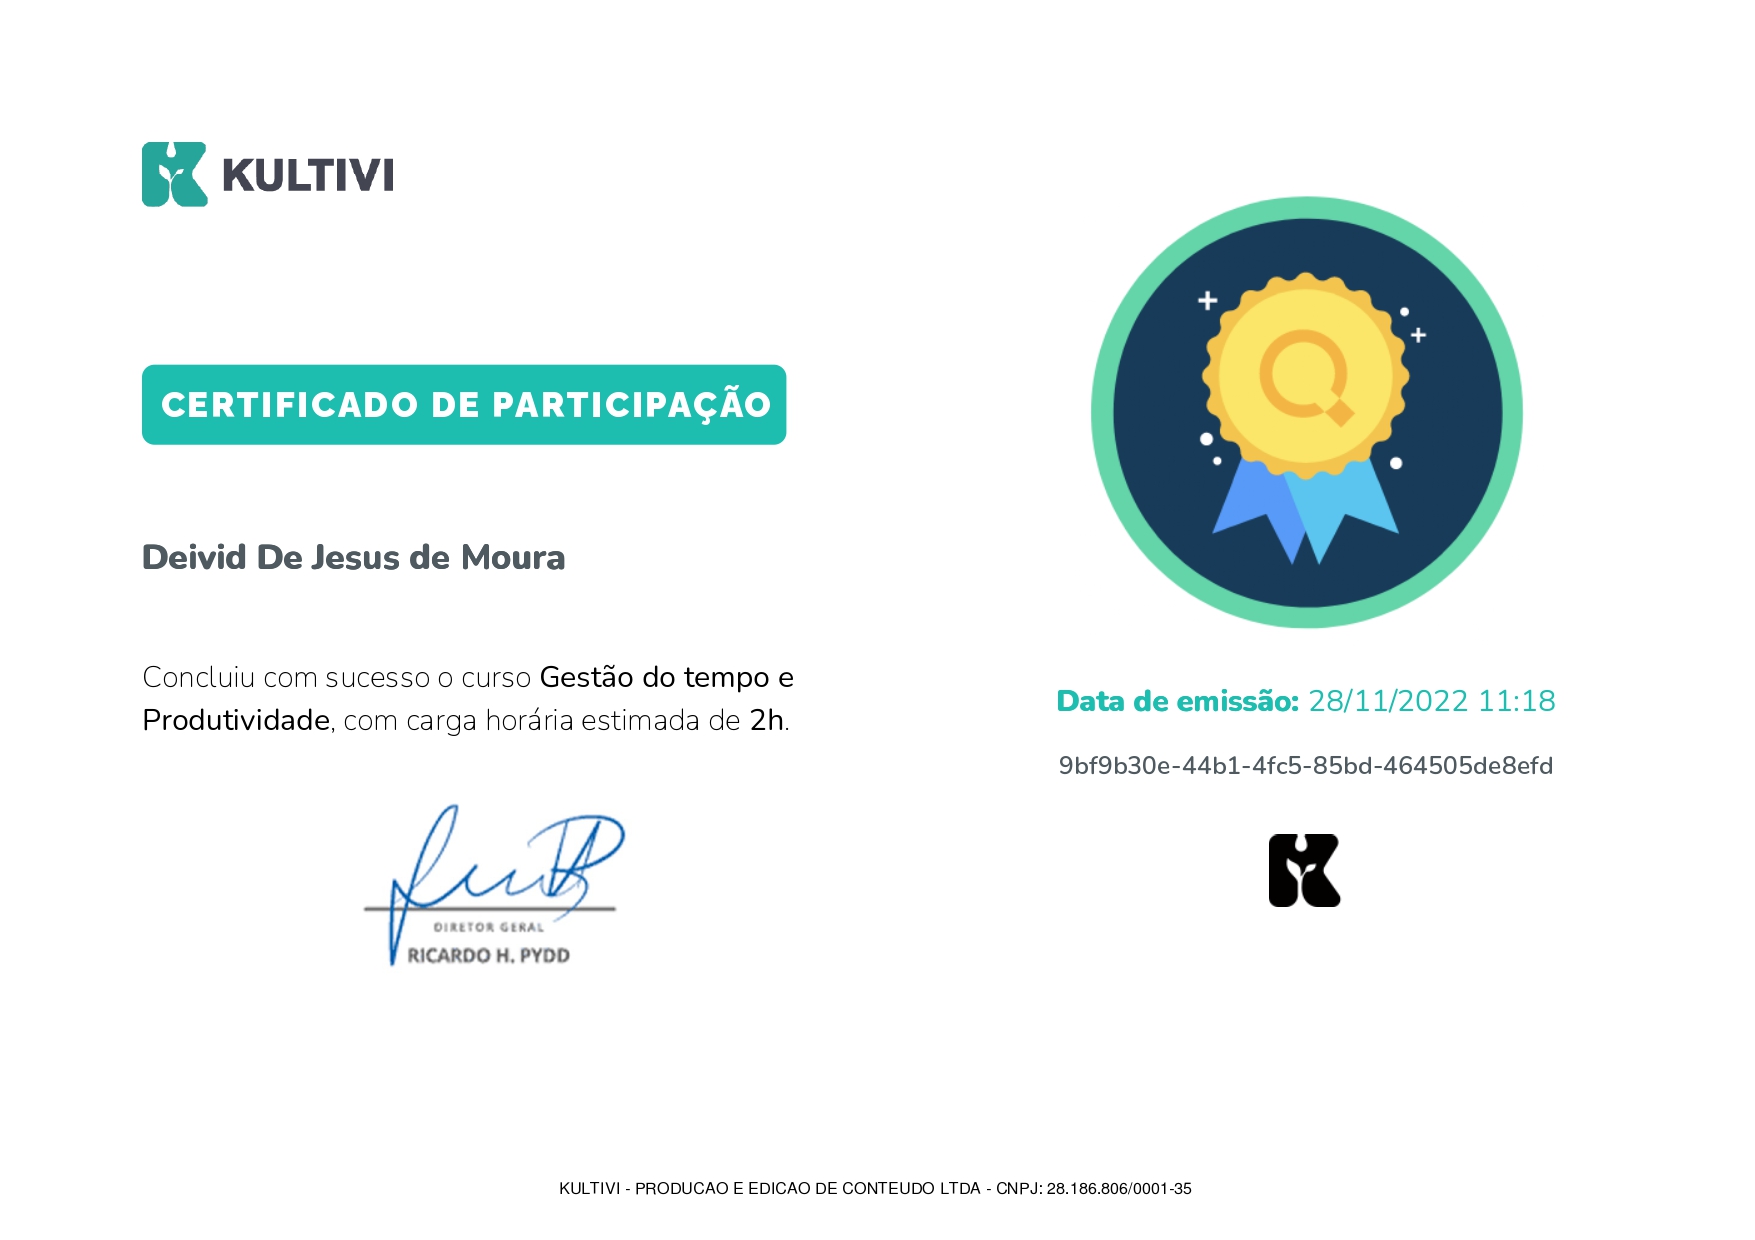 KULTIVI
CERTIFICADO DE PARTICIPAÇÃO
Deivid De Jesus de Moura
Concluiu com sucesso o curso Gestão do tempo e
Produtividade, com carga horária estimada de 2h.
DIRETOR GERAL
RICARDO H. PYDD
Data de emissão: 28/11/2022 11:18
9bf9b30e-44b1-4fc5-85bd-464505de8efd
KULTIVI - PRODUCAO E EDICAO DE CONTEUDO LTDA - CNPJ: 28.186.806/0001-35